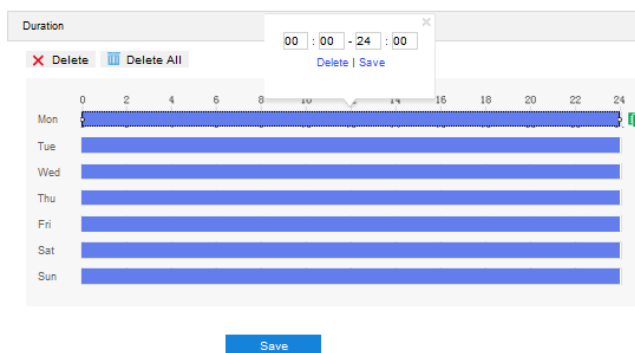 Duration
00 : 00 - 24 : 00
Delete | Save
Delete Delete All
0 2 4 6 8 10 12 14 16 18 20 22 24
Mon
Tue
Wed
Thu
Fri
Sat
Sun
Save